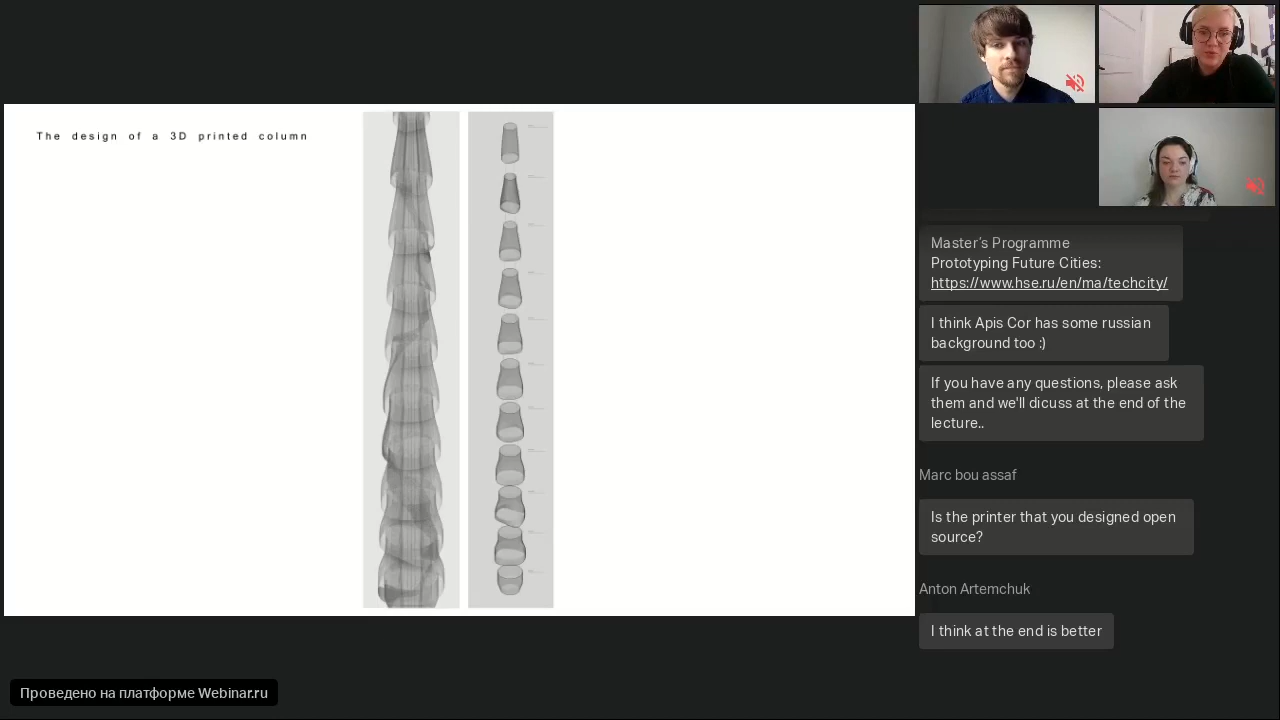 The design of a 3D printed column
Master's Programme
Prototyping Future Cities:
https://www.hse.ru/en/ma/techcity/
I think Apis Cor has some russian
background too :)
If you have any questions, please ask
them and we'll dicuss at the end of the
lecture..
Marc bou assaf
Is the printer that you designed open
source?
Anton Artemchuk
I think at the end is better
Проведено на платформе Webinar.ru